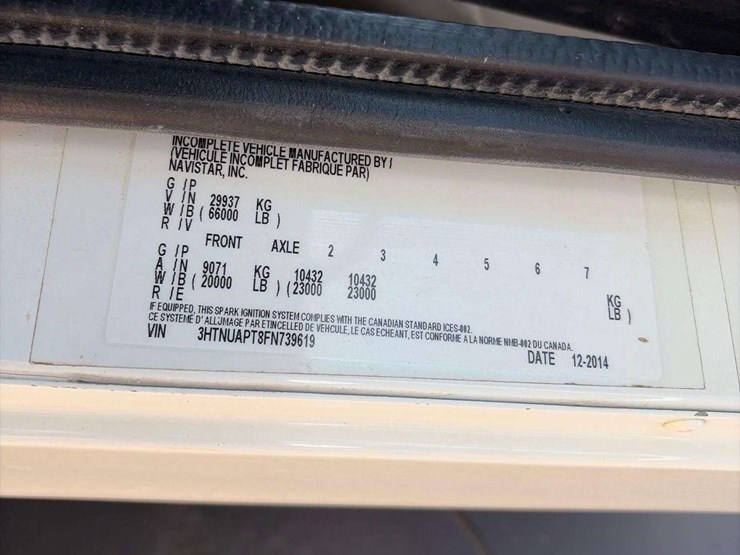 INCOMPLETE VEHICLE MANUFACTURED BY /
(VEHICULE INCOMPLET FABRIQUE PAR)
NAVISTAR, INC.
G / P
V / N 29937 KG
W / B ( 66000 LB )
R / V
FRONT AXLE 2 3 4 5 6 7
G / P
A / N 9071 KG 10432 10432 KG
W / B ( 20000 LB ) ( 23000 23000 LB )
R / E
IF EQUIPPED, THIS SPARK IGNITION SYSTEM COMPLIES WITH THE CANADIAN STANDARD ICES-002.
CE SYSTEME D'ALLJMAGE PAR ETINCELLED DE VEHCULE, LE CAS ECHEANT, EST CONFORME A LA NORME NMB-002 DU CANADA.
VIN 3HTNUAPT8FN739619 DATE 12-2014